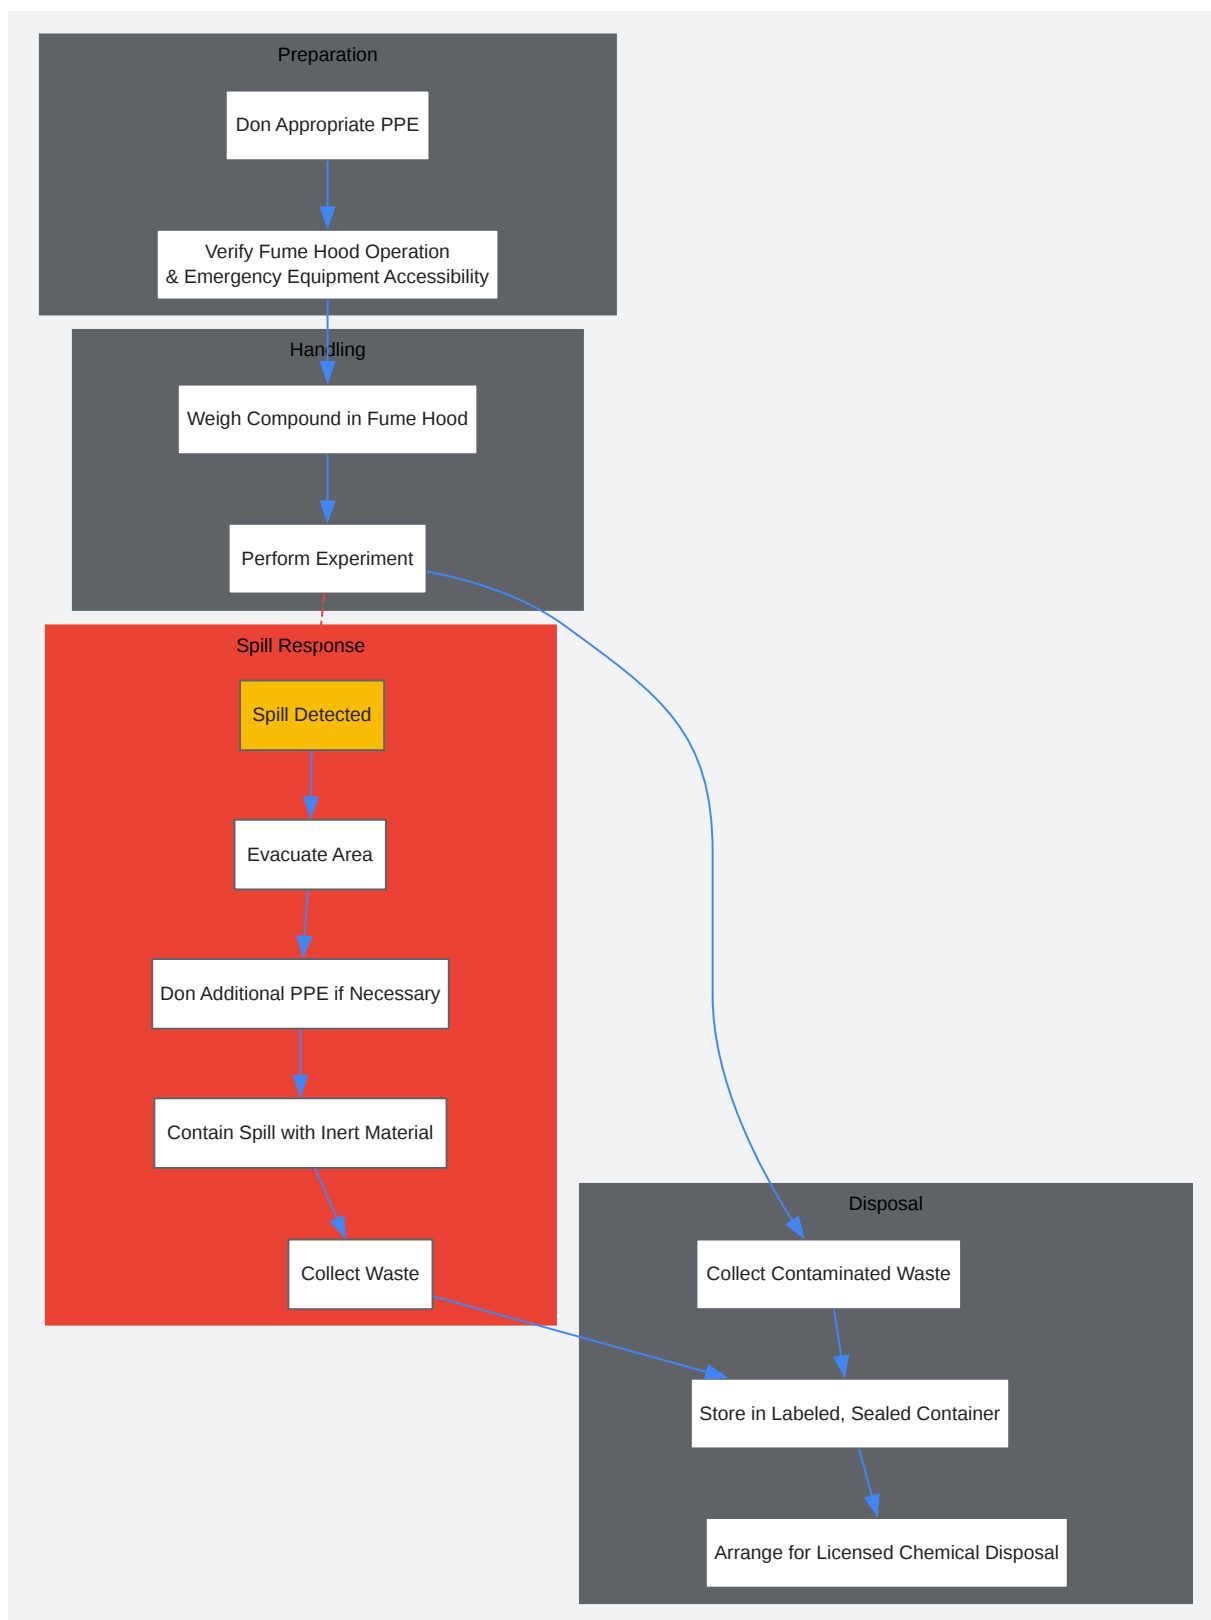 Preparation
Don Appropriate PPE
Verify Fume Hood Operation
& Emergency Equipment Accessibility
Handling
Weigh Compound in Fume Hood
Perform Experiment
Spill Response
Spill Detected
Evacuate Area
Don Additional PPE if Necessary
Contain Spill with Inert Material
Collect Waste
Disposal
Collect Contaminated Waste
Store in Labeled, Sealed Container
Arrange for Licensed Chemical Disposal